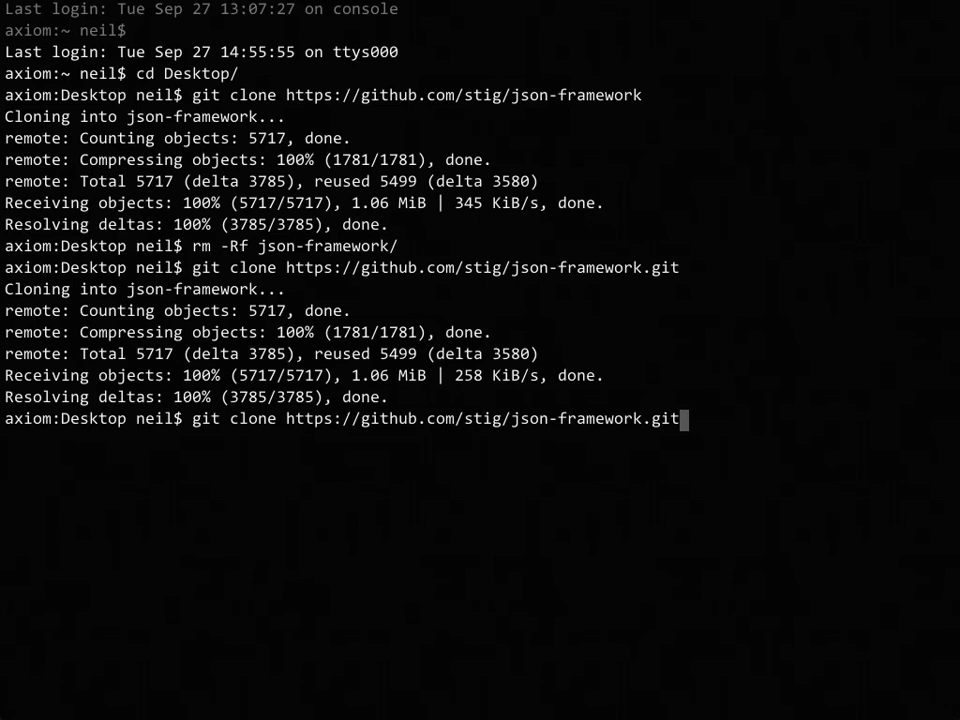 Last login: Tue Sep 27 13:07:27 on console
axiom:~ neil$
Last login: Tue Sep 27 14:55:55 on ttys000
axiom:~ neil$ cd Desktop/
axiom:Desktop neil$ git clone https://github.com/stig/json-framework
Cloning into json-framework...
remote: Counting objects: 5717, done.
remote: Compressing objects: 100% (1781/1781), done.
remote: Total 5717 (delta 3785), reused 5499 (delta 3580)
Receiving objects: 100% (5717/5717), 1.06 MiB | 345 KiB/s, done.
Resolving deltas: 100% (3785/3785), done.
axiom:Desktop neil$ rm -Rf json-framework/
axiom:Desktop neil$ git clone https://github.com/stig/json-framework.git
Cloning into json-framework...
remote: Counting objects: 5717, done.
remote: Compressing objects: 100% (1781/1781), done.
remote: Total 5717 (delta 3785), reused 5499 (delta 3580)
Receiving objects: 100% (5717/5717), 1.06 MiB | 258 KiB/s, done.
Resolving deltas: 100% (3785/3785), done.
axiom:Desktop neil$ git clone https://github.com/stig/json-framework.git